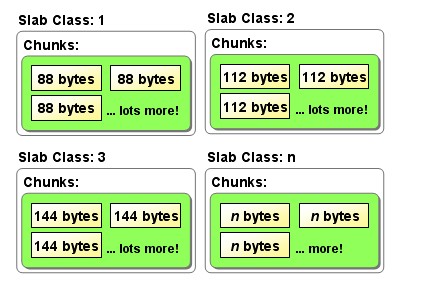 Slab Class: 1
Chunks:
88 bytes 88 bytes
88 bytes ... lots more!
Slab Class: 2
Chunks:
112 bytes 112 bytes
112 bytes ... lots more!
Slab Class: 3
Chunks:
144 bytes 144 bytes
144 bytes ... lots more!
Slab Class: n
Chunks:
n bytes n bytes
n bytes ... more!